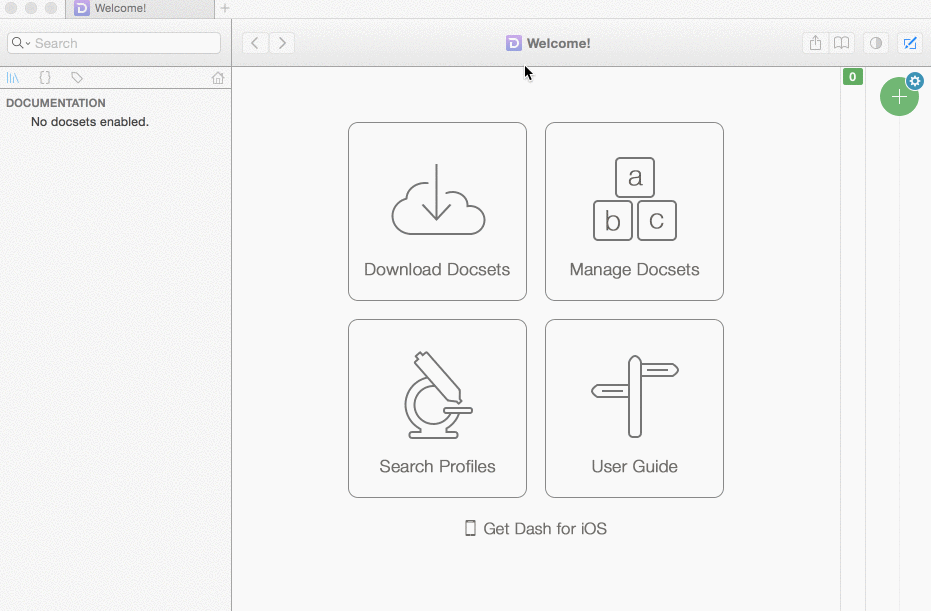 Welcome!
Search
Welcome!
DOCUMENTATION
No docsets enabled.
0
a
b c
Download Docsets
Manage Docsets
Search Profiles
User Guide
Get Dash for iOS